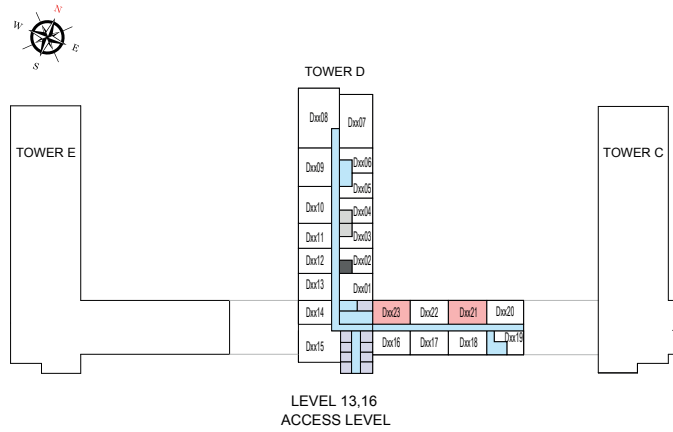 N
W
E
S
TOWER D
TOWER E
TOWER C
Dxx08
Dxx07
Dxx09
Dxx06
Dxx05
Dxx10
Dxx04
Dxx11
Dxx03
Dxx12
Dxx02
Dxx13
Dxx01
Dxx14
Dxx23
Dxx22
Dxx21
Dxx20
Dxx15
Dxx16
Dxx17
Dxx18
Dxx19
LEVEL 13,16
ACCESS LEVEL